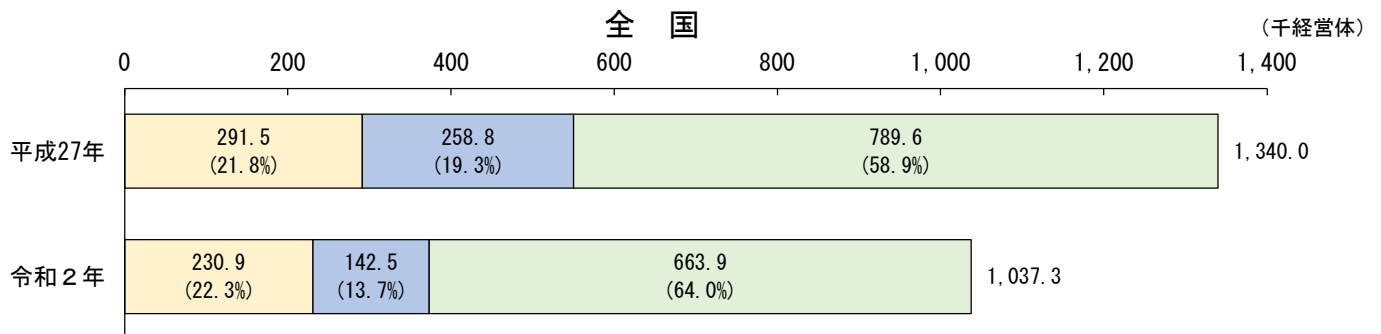 全 国
(千経営体)
0 200 400 600 800 1,000 1,200 1,400
平成27年 291.5 258.8 789.6 1,340.0
(21.8%) (19.3%) (58.9%)
令和２年 230.9 142.5 663.9 1,037.3
(22.3%) (13.7%) (64.0%)